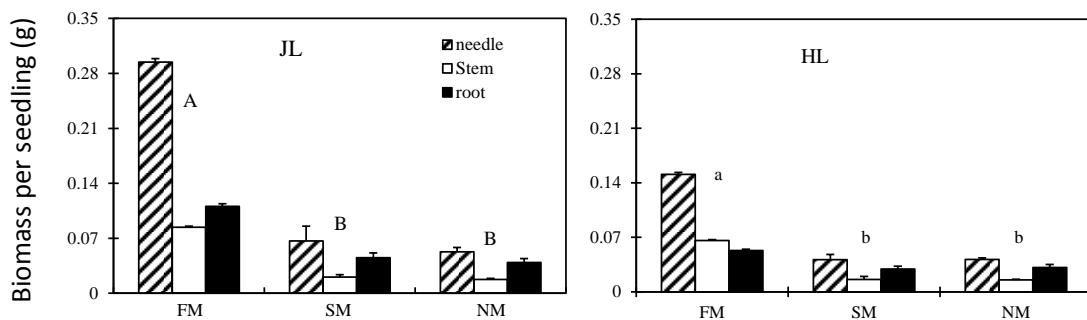 Biomass per seedling (g)
0.35
0.28
0.21
0.14
0.07
0
JL
needle
Stem
root
A
B
B
FM
SM
NM
0.35
0.28
0.21
0.14
0.07
0
HL
a
b
b
FM
SM
NM